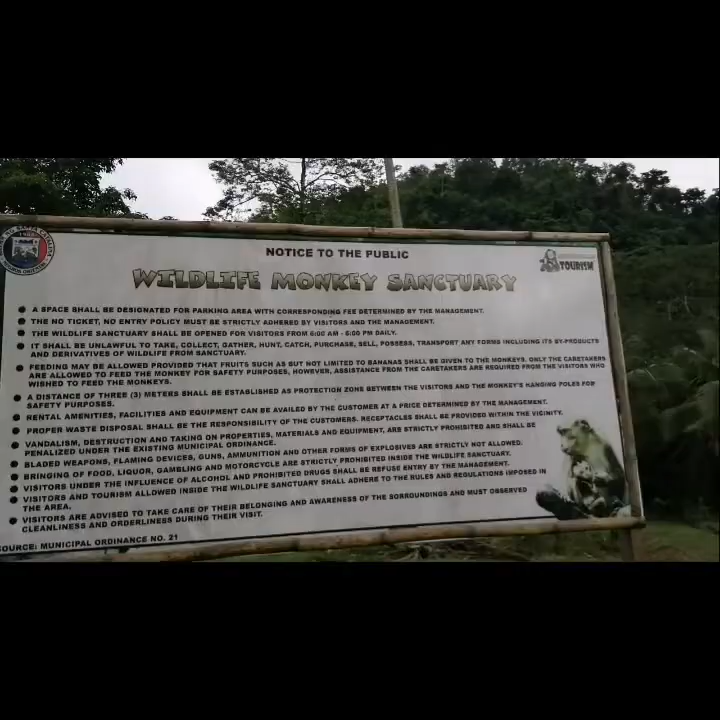 NOTICE TO THE PUBLIC
TOURISM
WILDLIFE MONKEY SANCTUARY
A SPACE SHALL BE DESIGNATED FOR PARKING AREA WITH CORRESPONDING FEE DETERMINED BY THE MANAGEMENT.
THE NO TICKET, NO ENTRY POLICY MUST BE STRICTLY ADHERED BY VISITORS AND THE MANAGEMENT.
THE WILDLIFE SANCTUARY SHALL BE OPENED FOR VISITORS FROM AM - PM DAILY.
IT SHALL BE UNLAWFUL TO TAKE, COLLECT, GATHER, HUNT, CATCH, PURCHASE, SELL, POSSESS, TRANSPORT ANY FORMS INCLUDING ITS BY-PRODUCTS
AND DERIVATIVES OF WILDLIFE FROM SANCTUARY.
FEEDING MAY BE ALLOWED PROVIDED THAT FRUITS SUCH AS BUT NOT LIMITED TO BANANAS SHALL BE GIVEN TO THE MONKEYS. ONLY THE CARETAKERS
ARE ALLOWED TO FEED THE MONKEY FOR SAFETY PURPOSES, HOWEVER, ASSISTANCE FROM THE CARETAKERS ARE REQUIRED FROM THE VISITORS WHO
WISHED TO FEED THE MONKEYS.
A DISTANCE OF THREE (3) METERS SHALL BE ESTABLISHED AS PROTECTION ZONE BETWEEN THE VISITORS AND THE MONKEY'S HANGING POLES FOR
SAFETY PURPOSES.
RENTAL AMENITIES, FACILITIES AND EQUIPMENT CAN BE AVAILED BY THE CUSTOMER AT A PRICE DETERMINED BY THE MANAGEMENT.
PROPER WASTE DISPOSAL SHALL BE THE RESPONSIBILITY OF THE CUSTOMERS. RECEPTACLES SHALL BE PROVIDED WITHIN THE VICINITY.
VANDALISM, DESTRUCTION AND TAKING ON PROPERTIES, MATERIALS AND EQUIPMENT, ARE STRICTLY PROHIBITED AND SHALL BE
PENALIZED UNDER THE EXISTING MUNICIPAL ORDINANCE.
BLADED WEAPONS, FLAMING DEVICES, GUNS, AMMUNITION AND OTHER FORMS OF EXPLOSIVES ARE STRICTLY NOT ALLOWED.
BRINGING OF FOOD, LIQUOR, GAMBLING AND MOTORCYCLE ARE STRICTLY PROHIBITED INSIDE THE WILDLIFE SANCTUARY.
VISITORS UNDER THE INFLUENCE OF ALCOHOL AND PROHIBITED DRUGS SHALL BE REFUSE ENTRY BY THE MANAGEMENT.
VISITORS AND TOURISM ALLOWED INSIDE THE WILDLIFE SANCTUARY SHALL ADHERE TO THE RULES AND REGULATIONS IMPOSED IN
THE AREA.
VISITORS ARE ADVISED TO TAKE CARE OF THEIR BELONGING AND AWARENESS OF THE SORROUNDINGS AND MUST OBSERVED
CLEANLINESS AND ORDERLINESS DURING THEIR VISIT.
SOURCE: MUNICIPAL ORDINANCE NO. 21